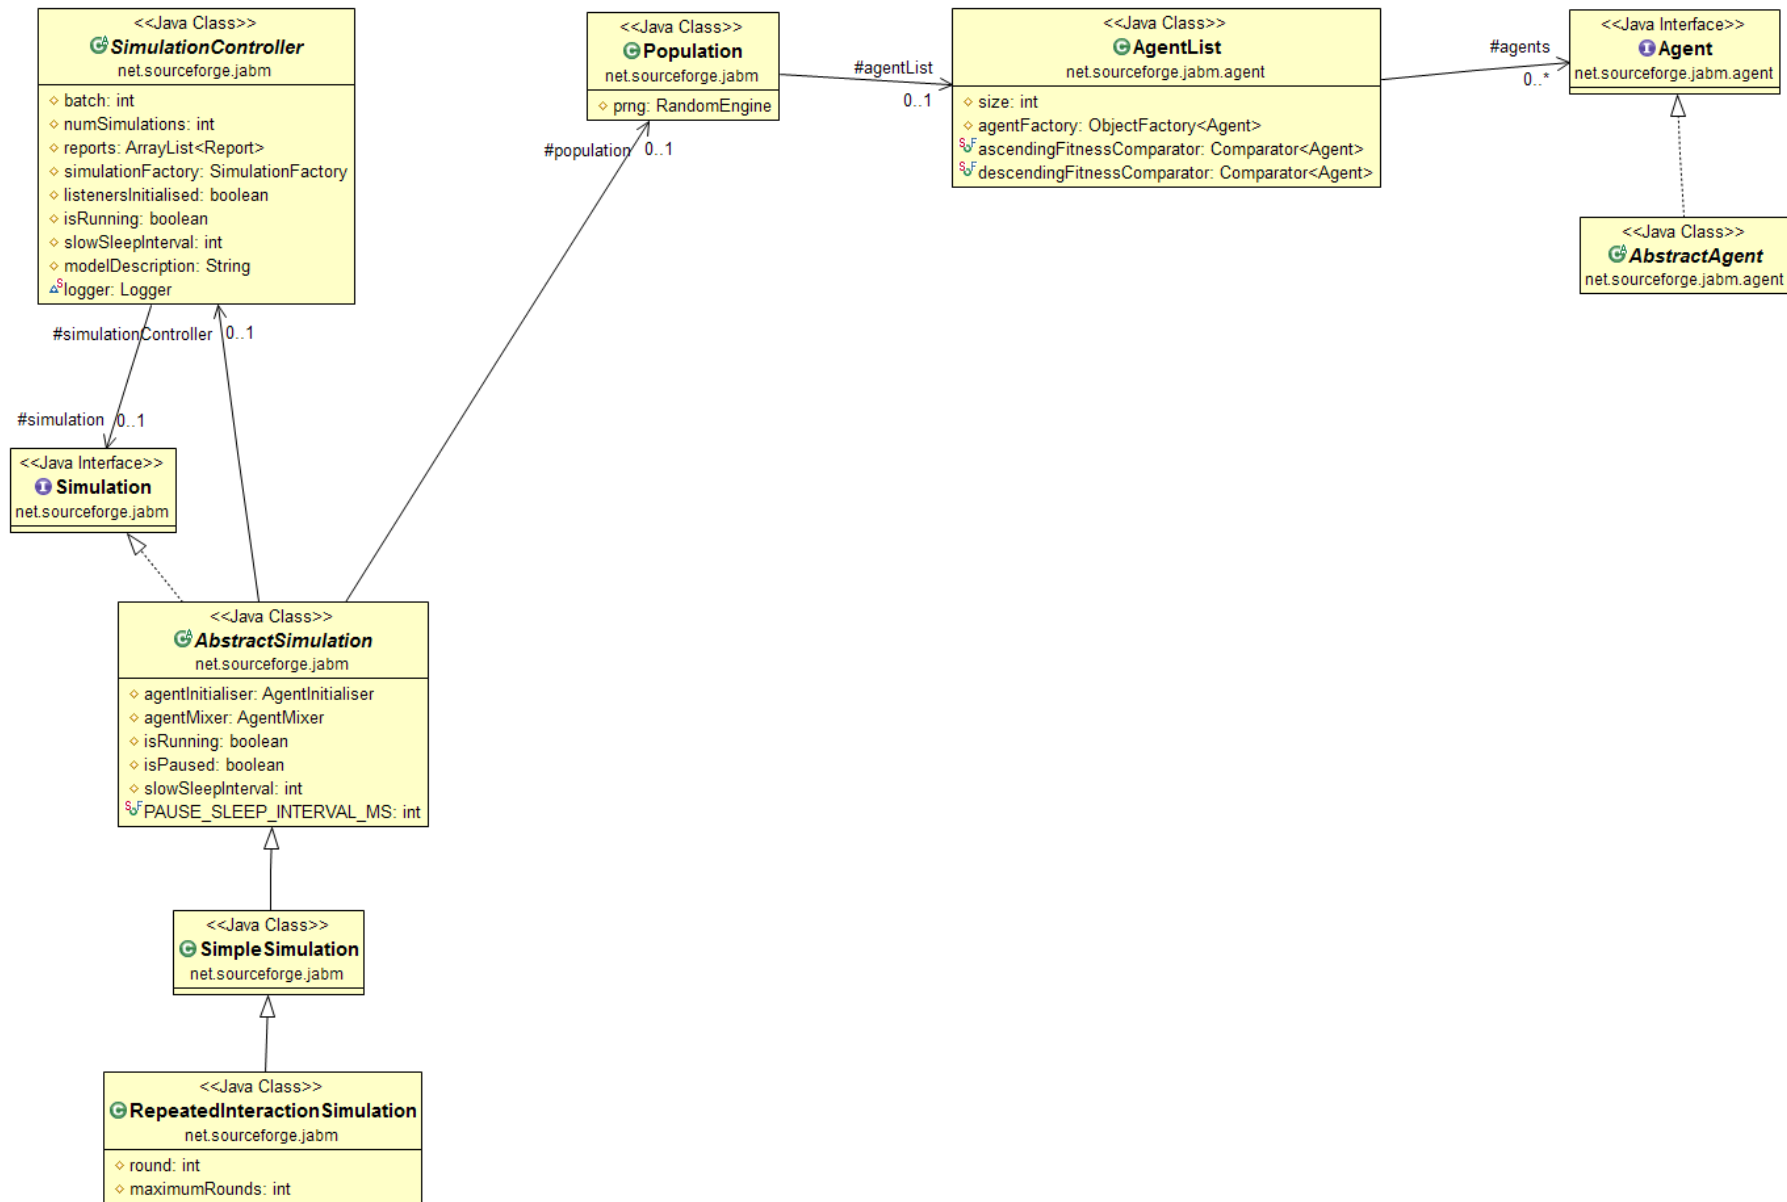 <<Java Class>>
SimulationController
net.sourceforge.jabm
batch: int
numSimulations: int
reports: ArrayList<Report>
simulationFactory: SimulationFactory
listenersInitialised: boolean
isRunning: boolean
slowSleepInterval: int
modelDescription: String
logger: Logger
<<Java Class>>
Population
net.sourceforge.jabm
prng: RandomEngine
#agentList
0..1
<<Java Class>>
AgentList
net.sourceforge.jabm.agent
size: int
agentFactory: ObjectFactory<Agent>
ascendingFitnessComparator: Comparator<Agent>
descendingFitnessComparator: Comparator<Agent>
#agents
0..*
<<Java Interface>>
Agent
net.sourceforge.jabm.agent
<<Java Class>>
AbstractAgent
net.sourceforge.jabm.agent
#population 0..1
#simulationController 0..1
#simulation 0..1
<<Java Interface>>
Simulation
net.sourceforge.jabm
<<Java Class>>
AbstractSimulation
net.sourceforge.jabm
agentInitialiser: AgentInitialiser
agentMixer: AgentMixer
isRunning: boolean
isPaused: boolean
slowSleepInterval: int
PAUSE_SLEEP_INTERVAL_MS: int
<<Java Class>>
SimpleSimulation
net.sourceforge.jabm
<<Java Class>>
RepeatedInteractionSimulation
net.sourceforge.jabm
round: int
maximumRounds: int